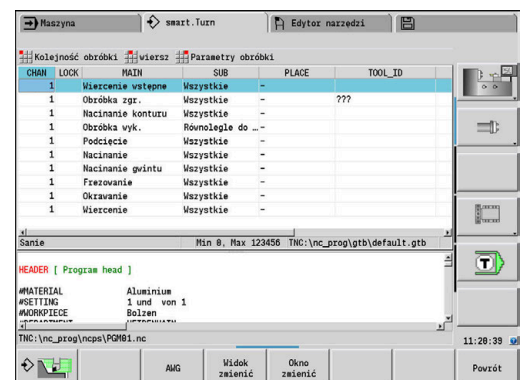 Maszyna smart.Turn Edytor narzędzi
Kolejność obróbki wiersz Parametry obróbki
CHAN LOCK MAIN SUB PLACE TOOL_ID
1 Wiercenie wstępne Wszystkie -
1 Obróbka zgr. Wszystkie - ???
1 Nacinanie konturu Wszystkie -
1 Obróbka wyk. Równolegle do ... -
1 Podcięcie Wszystkie -
1 Nacinanie Wszystkie -
1 Nacinanie gwintu Wszystkie -
1 Frezowanie Wszystkie -
1 Okrawanie Wszystkie -
1 Wiercenie Wszystkie -
Sanie Min 0, Max 123456 TNC:\nc_prog\gtb\default.gtb
HEADER [ Program head ]
#MATERIAL Aluminium
#SETTING 1 und von 1
#WORKPIECE Bolzen
TNC:\nc_prog\ncps\PGM01.nc
T
11:20:39
AWG Widok zmienić Okno zmienić Powrót